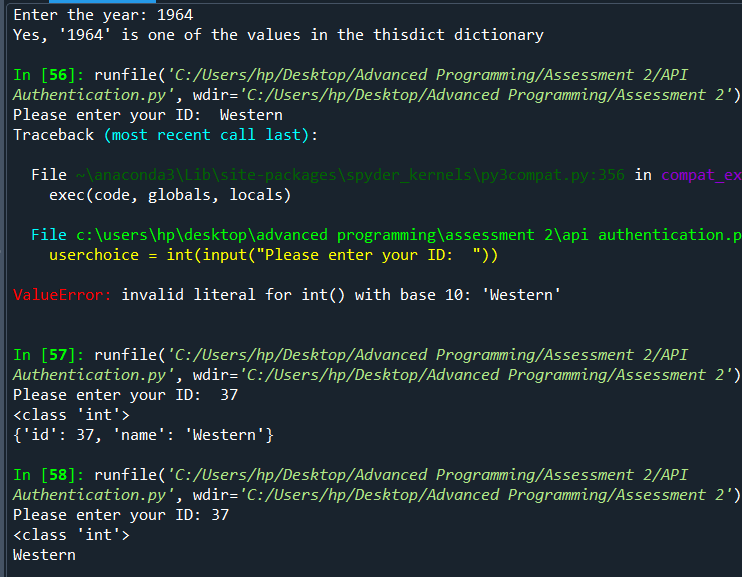 Enter the year: 1964
Yes, '1964' is one of the values in the thisdict dictionary
In [56]: runfile('C:/Users/hp/Desktop/Advanced Programming/Assessment 2/API
Authentication.py', wdir='C:/Users/hp/Desktop/Advanced Programming/Assessment 2')
Please enter your ID:  Western
Traceback (most recent call last):
File ~\anaconda3\Lib\site-packages\spyder_kernels\py3compat.py:356 in compat_ex
exec(code, globals, locals)
File c:\users\hp\desktop\advanced programming\assessment 2\api authentication.p
userchoice = int(input("Please enter your ID:  "))
ValueError: invalid literal for int() with base 10: 'Western'
In [57]: runfile('C:/Users/hp/Desktop/Advanced Programming/Assessment 2/API
Authentication.py', wdir='C:/Users/hp/Desktop/Advanced Programming/Assessment 2')
Please enter your ID:  37
<class 'int'>
{'id': 37, 'name': 'Western'}
In [58]: runfile('C:/Users/hp/Desktop/Advanced Programming/Assessment 2/API
Authentication.py', wdir='C:/Users/hp/Desktop/Advanced Programming/Assessment 2')
Please enter your ID: 37
<class 'int'>
Western